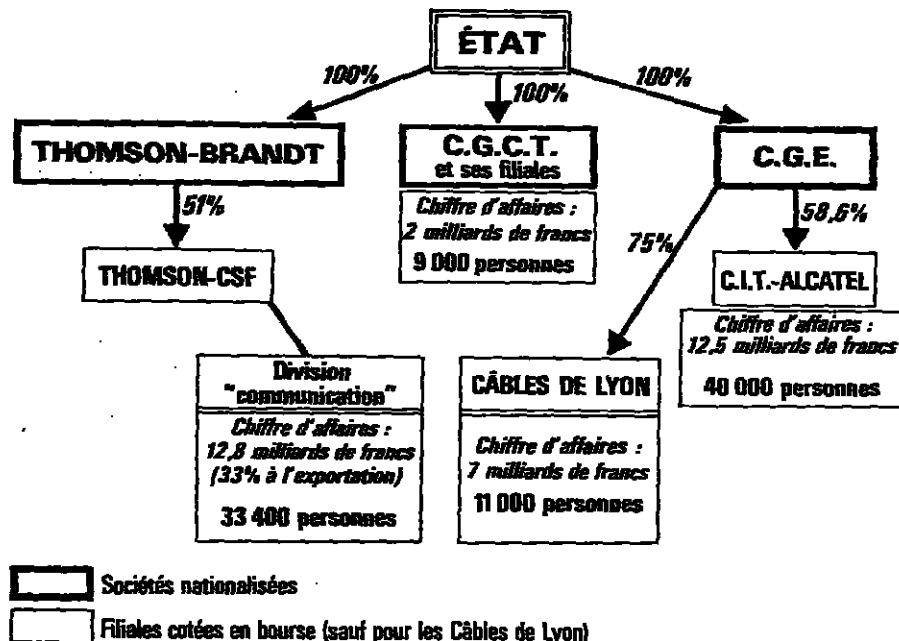 ÉTAT
100%
100%
100%
THOMSON-BRANDT
C.G.C.T.
et ses filiales
C.G.E.
51%
Chiffre d'affaires :
2 milliards de francs
9 000 personnes
75%
58,6%
THOMSON-CSF
C.I.T.-ALCATEL
Chiffre d'affaires :
12,5 milliards de francs
40 000 personnes
Division
"communication"
Chiffre d'affaires :
12,8 milliards de francs
(33% à l'exportation)
33 400 personnes
CÂBLES DE LYON
Chiffre d'affaires :
7 milliards de francs
11 000 personnes
Sociétés nationalisées
Filiales cotées en bourse (sauf pour les Câbles de Lyon)